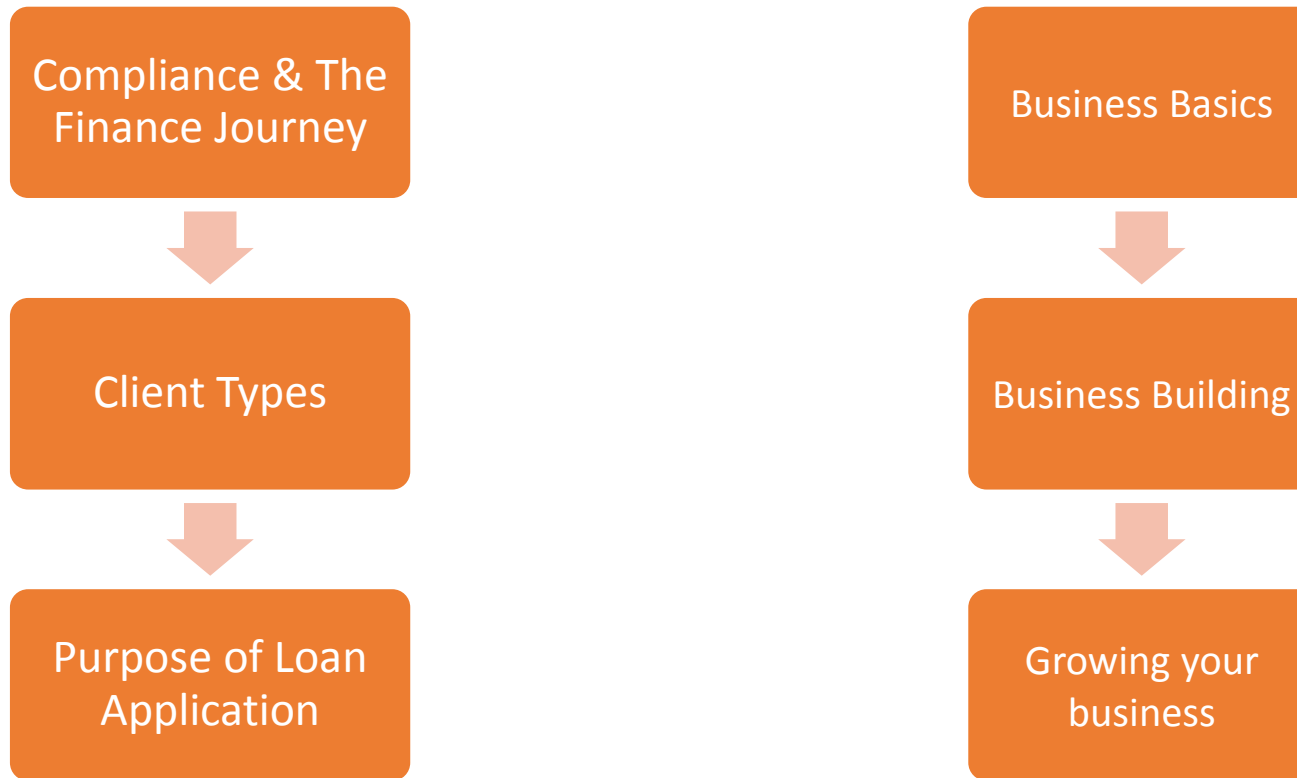 Compliance & The
Finance Journey
Client Types
Purpose of Loan
Application
Business Basics
Business Building
Growing your
business